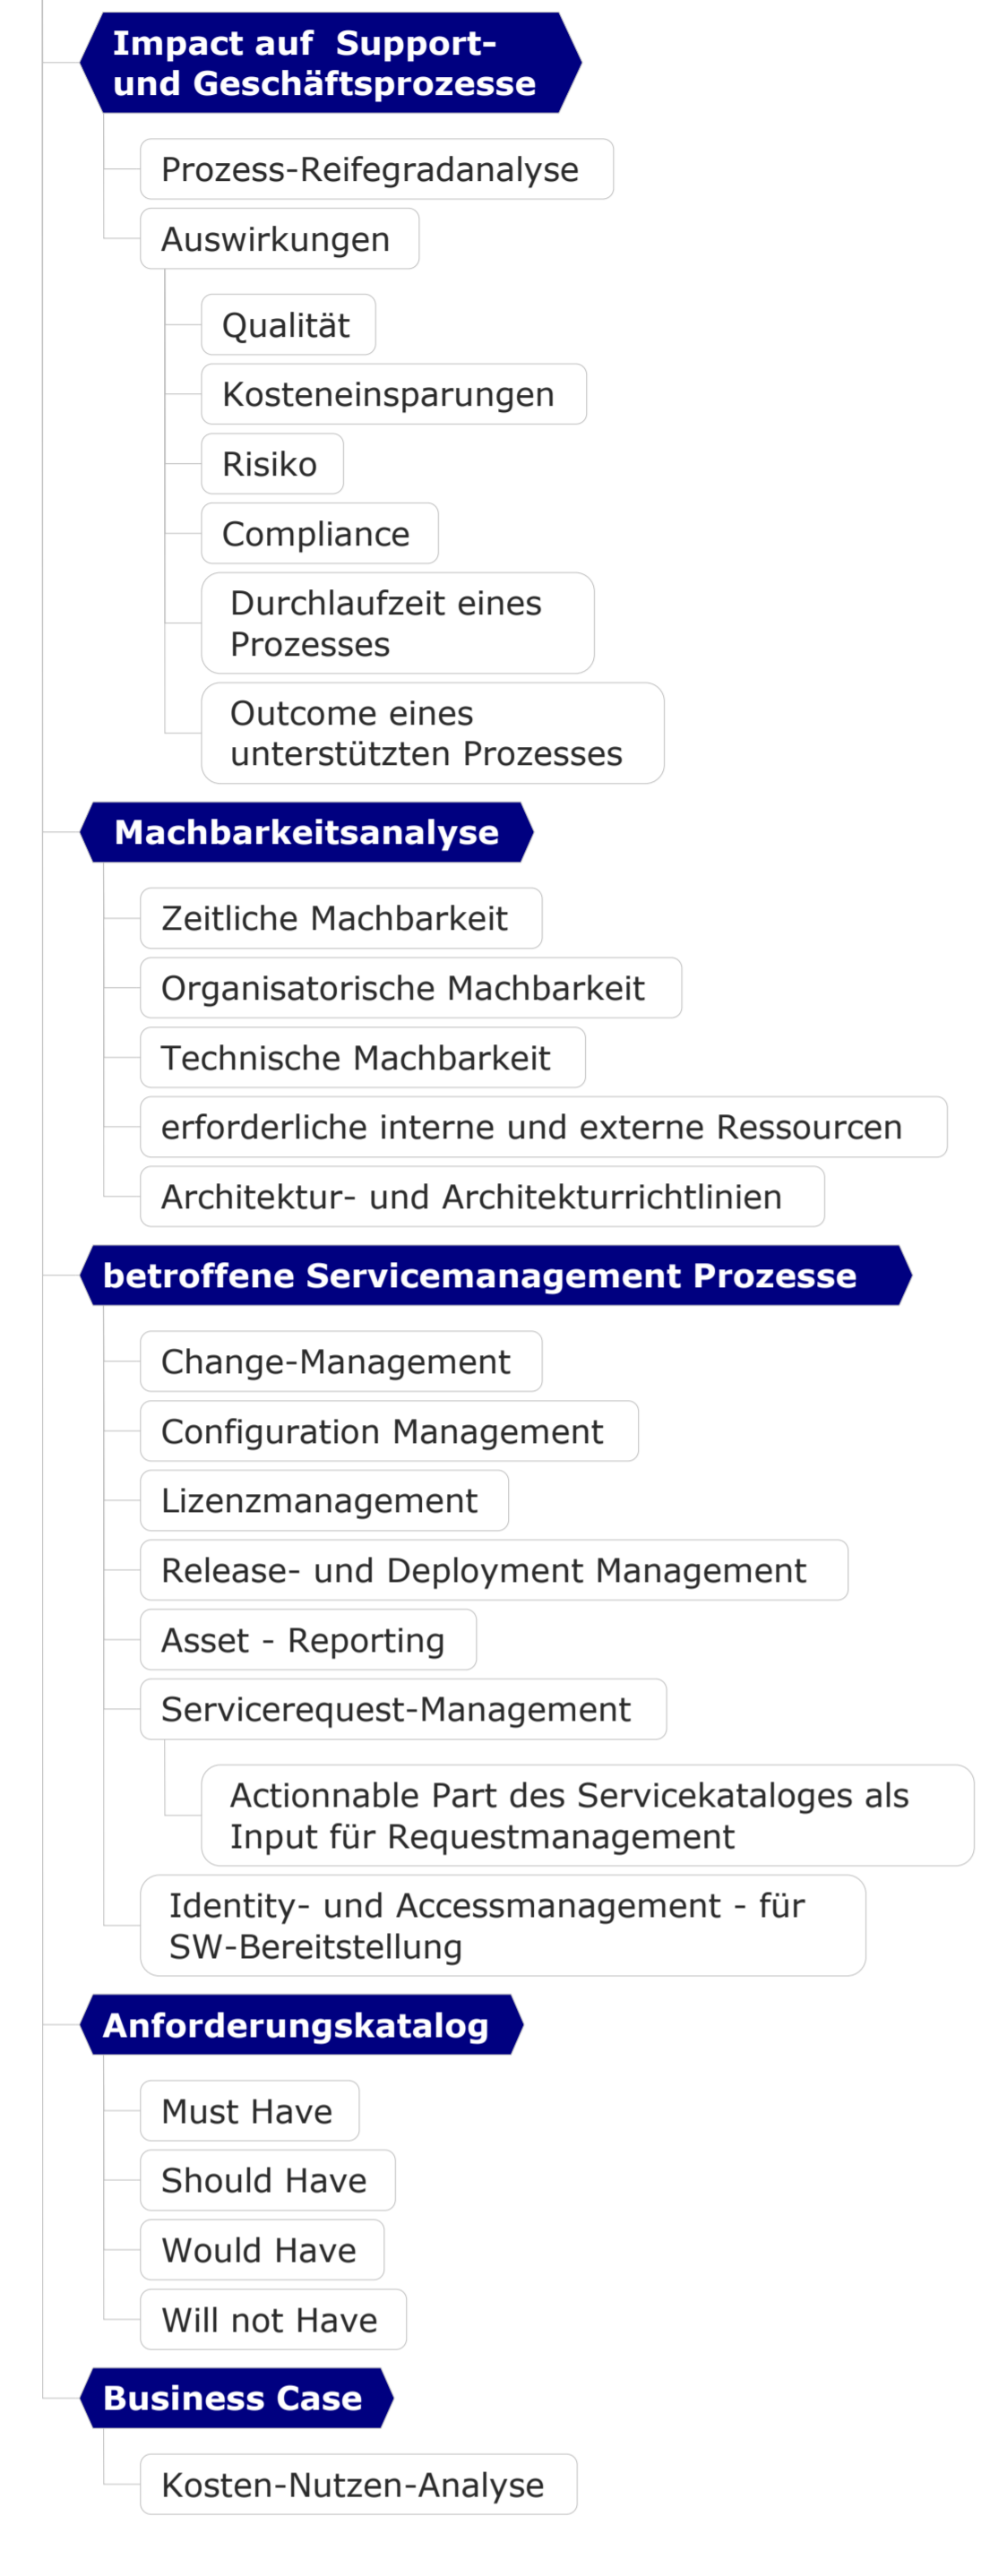 Impact auf  Support-
und Geschäftsprozesse
Prozess-Reifegradanalyse
Auswirkungen
Qualität
Kosteneinsparungen
Risiko
Compliance
Durchlaufzeit eines
Prozesses
Outcome eines
unterstützten Prozesses
Machbarkeitsanalyse
Zeitliche Machbarkeit
Organisatorische Machbarkeit
Technische Machbarkeit
erforderliche interne und externe Ressourcen
Architektur- und Architekturrichtlinien
betroffene Servicemanagement Prozesse
Change-Management
Configuration Management
Lizenzmanagement
Release- und Deployment Management
Asset - Reporting
Servicerequest-Management
Actionnable Part des Servicekataloges als
Input für Requestmanagement
Identity- und Accessmanagement - für
SW-Bereitstellung
Anforderungskatalog
Must Have
Should Have
Would Have
Will not Have
Business Case
Kosten-Nutzen-Analyse